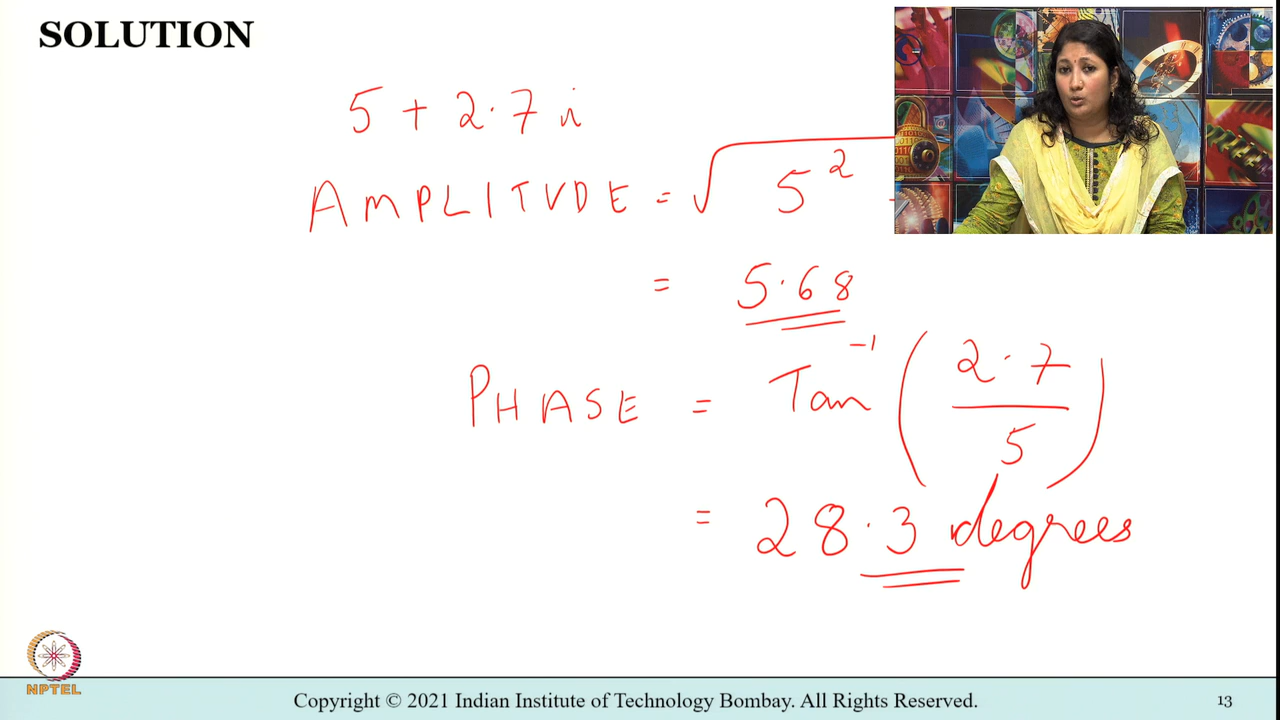 SOLUTION
5 + 2.7 i
AMPLITUDE = √ 5²
= 5.68
PHASE = Tan⁻¹ ( 2.7 / 5 )
= 28.3 degrees
NPTEL
Copyright © 2021 Indian Institute of Technology Bombay. All Rights Reserved.
13